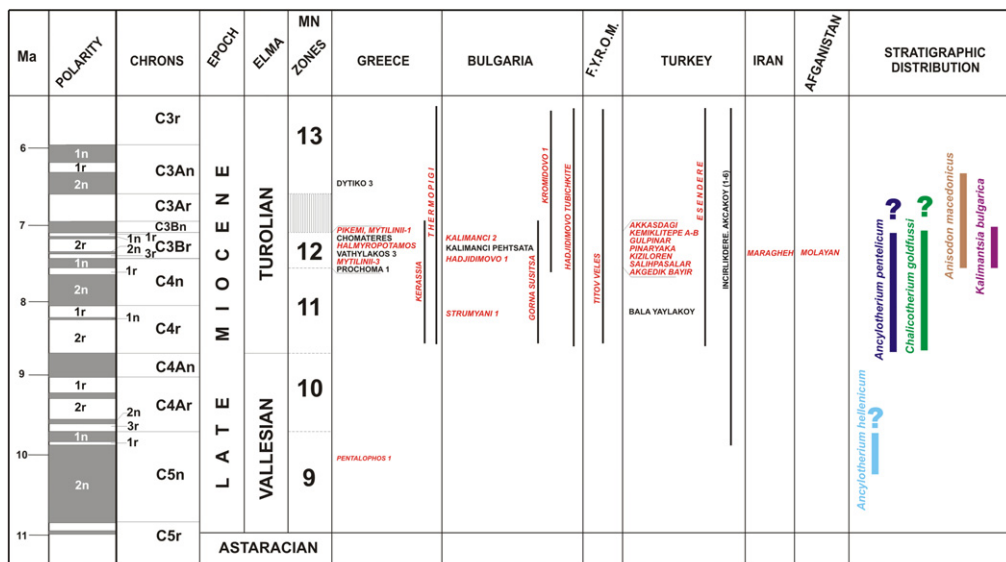 Ma
POLARITY
CHRONS
EPOCH
ELMA
MN
ZONES
GREECE
BULGARIA
F.Y.R.O.M.
TURKEY
IRAN
AFGANISTAN
STRATIGRAPHIC
DISTRIBUTION
6
7
8
9
10
11
1n
1r
2n
2r
1n
2n
1r
2r
1r
2r
1n
2n
1n
1r
2n
3r
1r
1n
2n
3r
1r
C3r
C3An
C3Ar
C3Bn
C3Br
C4n
C4r
C4An
C4Ar
C5n
C5r
LATE MIOCENE
TUROLIAN
VALLESIAN
ASTARACIAN
13
12
11
10
9
DYTIKO 3
PIKEMI, MYTILINII-1
CHOMATERES
HALMYROPOTAMOS
VATHYLAKOS 3
MYTILINII-3
PROCHOMA 1
PENTALOPHOS 1
KERASSIA
THERMOPIGI
KALIMANCI 2
KALIMANCI PEHTSATA
HADJIDIMOVO 1
STRUMYANI 1
GORNA SUSITSA
KROMIDOVO 1
HADJIDIMOVO TUBICHKITE
TITOV VELES
AKKASDAGI
KEMIKLITEPE A-B
GULPINAR
PINARYAKA
KIZILOREN
SALIHPASALAR
AKGEDIK BAYIR
BALA YAYLAKOY
ESENDERE
INCIRLIKDERE. AKCAKOY (1-6)
MARAGHEH
MOLAYAN
Ancylotherium hellenicum
?
Ancylotherium pentelicum
?
Chalicotherium goldfussi
?
Anisodon macedonicus
Kalimantsia bulgarica